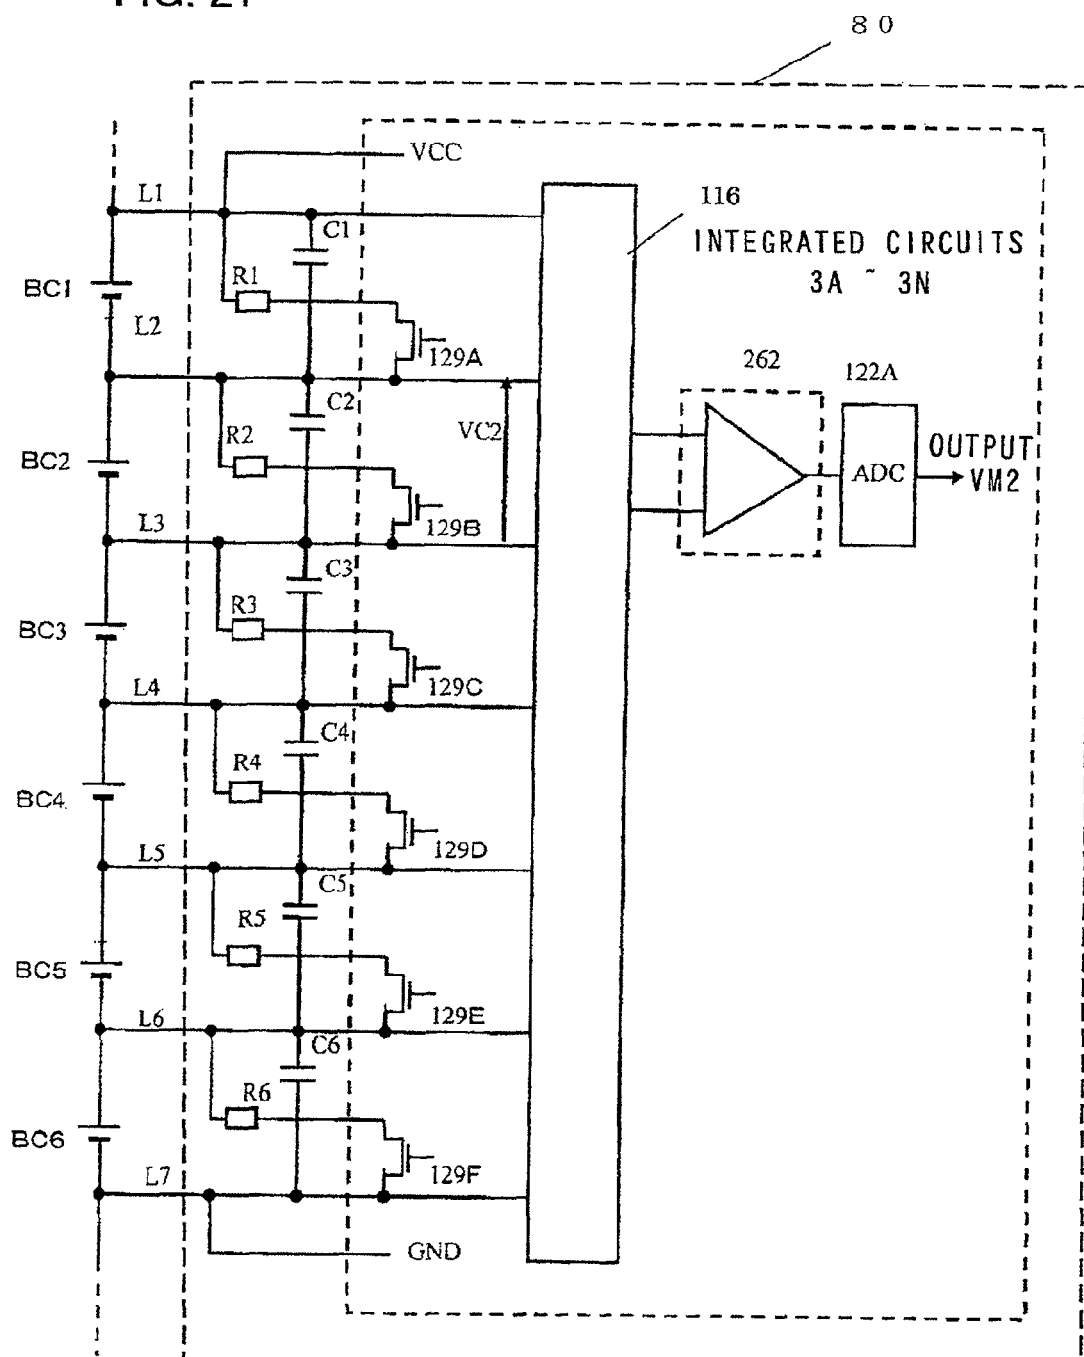 FIG. 21
80
VCC
L1
116
C1
INTEGRATED CIRCUITS
3A ~ 3N
R1
BC1
L2
129A
262
122A
C2
VC2
R2
OUTPUT
BC2
ADC
VM2
L3
129B
C3
R3
BC3
L4
129C
C4
R4
BC4
129D
L5
C5
R5
BC5
L6
129E
C6
R6
BC6
L7
129F
GND